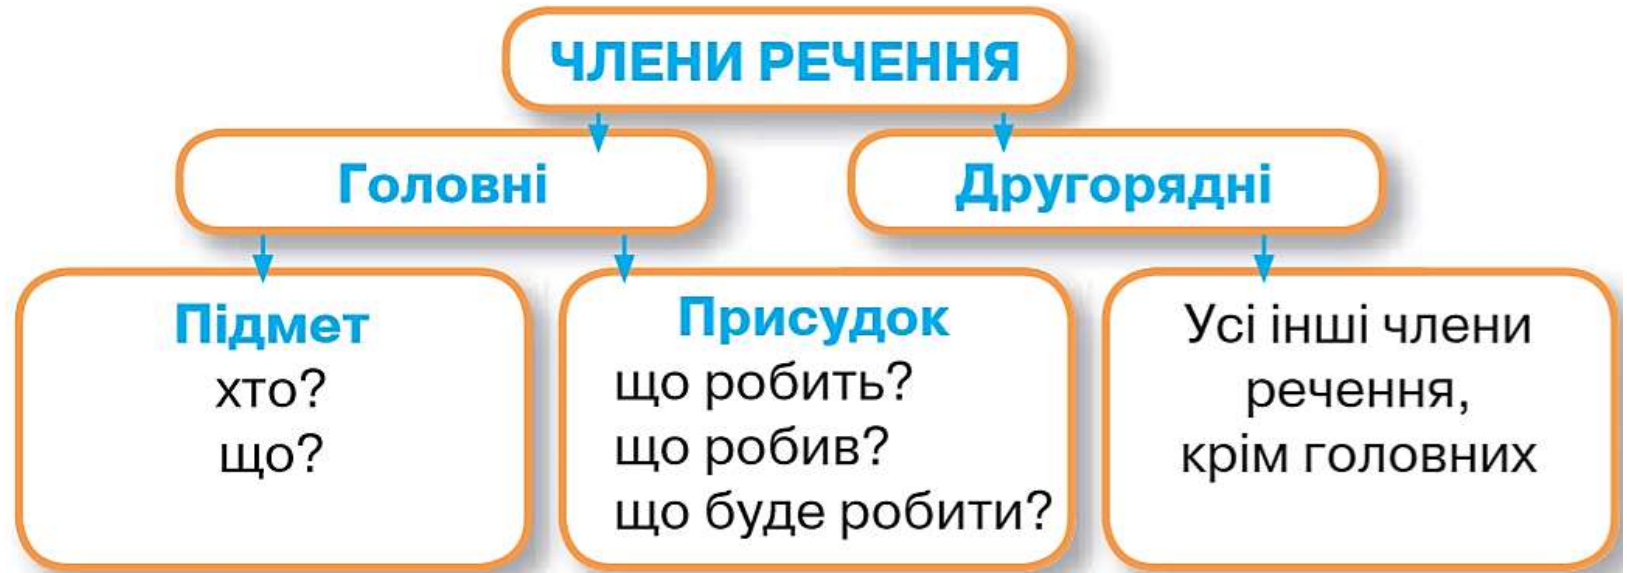 ЧЛЕНИ РЕЧЕННЯ
Головні
Другорядні
Підмет
хто?
що?
Присудок
що робить?
що робив?
що буде робити?
Усі інші члени
речення,
крім головних